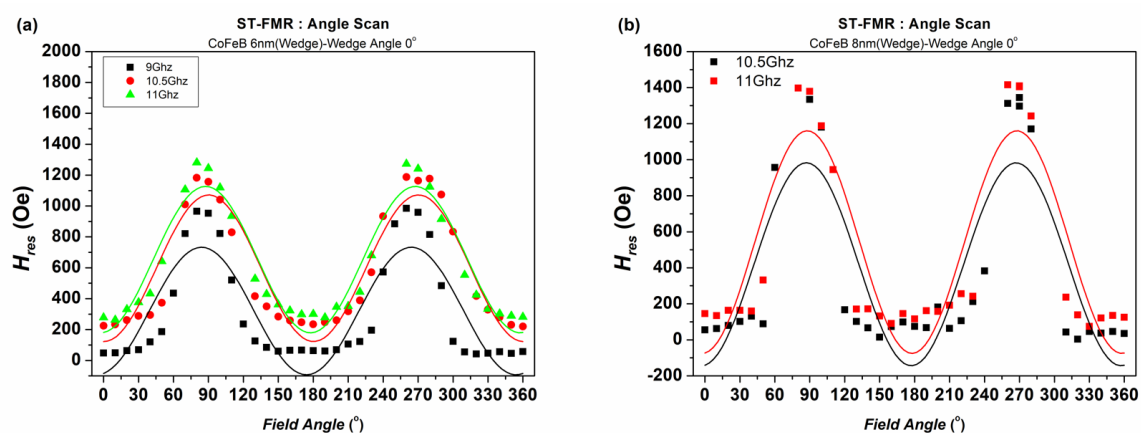 (a)
ST-FMR : Angle Scan
CoFeB 6nm(Wedge)-Wedge Angle 0°
2000
1800
1600
1400
1200
1000
800
600
400
200
0
H_res (Oe)
9Ghz
10.5Ghz
11Ghz
0 30 60 90 120 150 180 210 240 270 300 330 360
Field Angle (°)
(b)
ST-FMR : Angle Scan
CoFeB 8nm(Wedge)-Wedge Angle 0°
1600
1400
1200
1000
800
600
400
200
0
-200
H_res (Oe)
10.5Ghz
11Ghz
0 30 60 90 120 150 180 210 240 270 300 330 360
Field Angle (°)